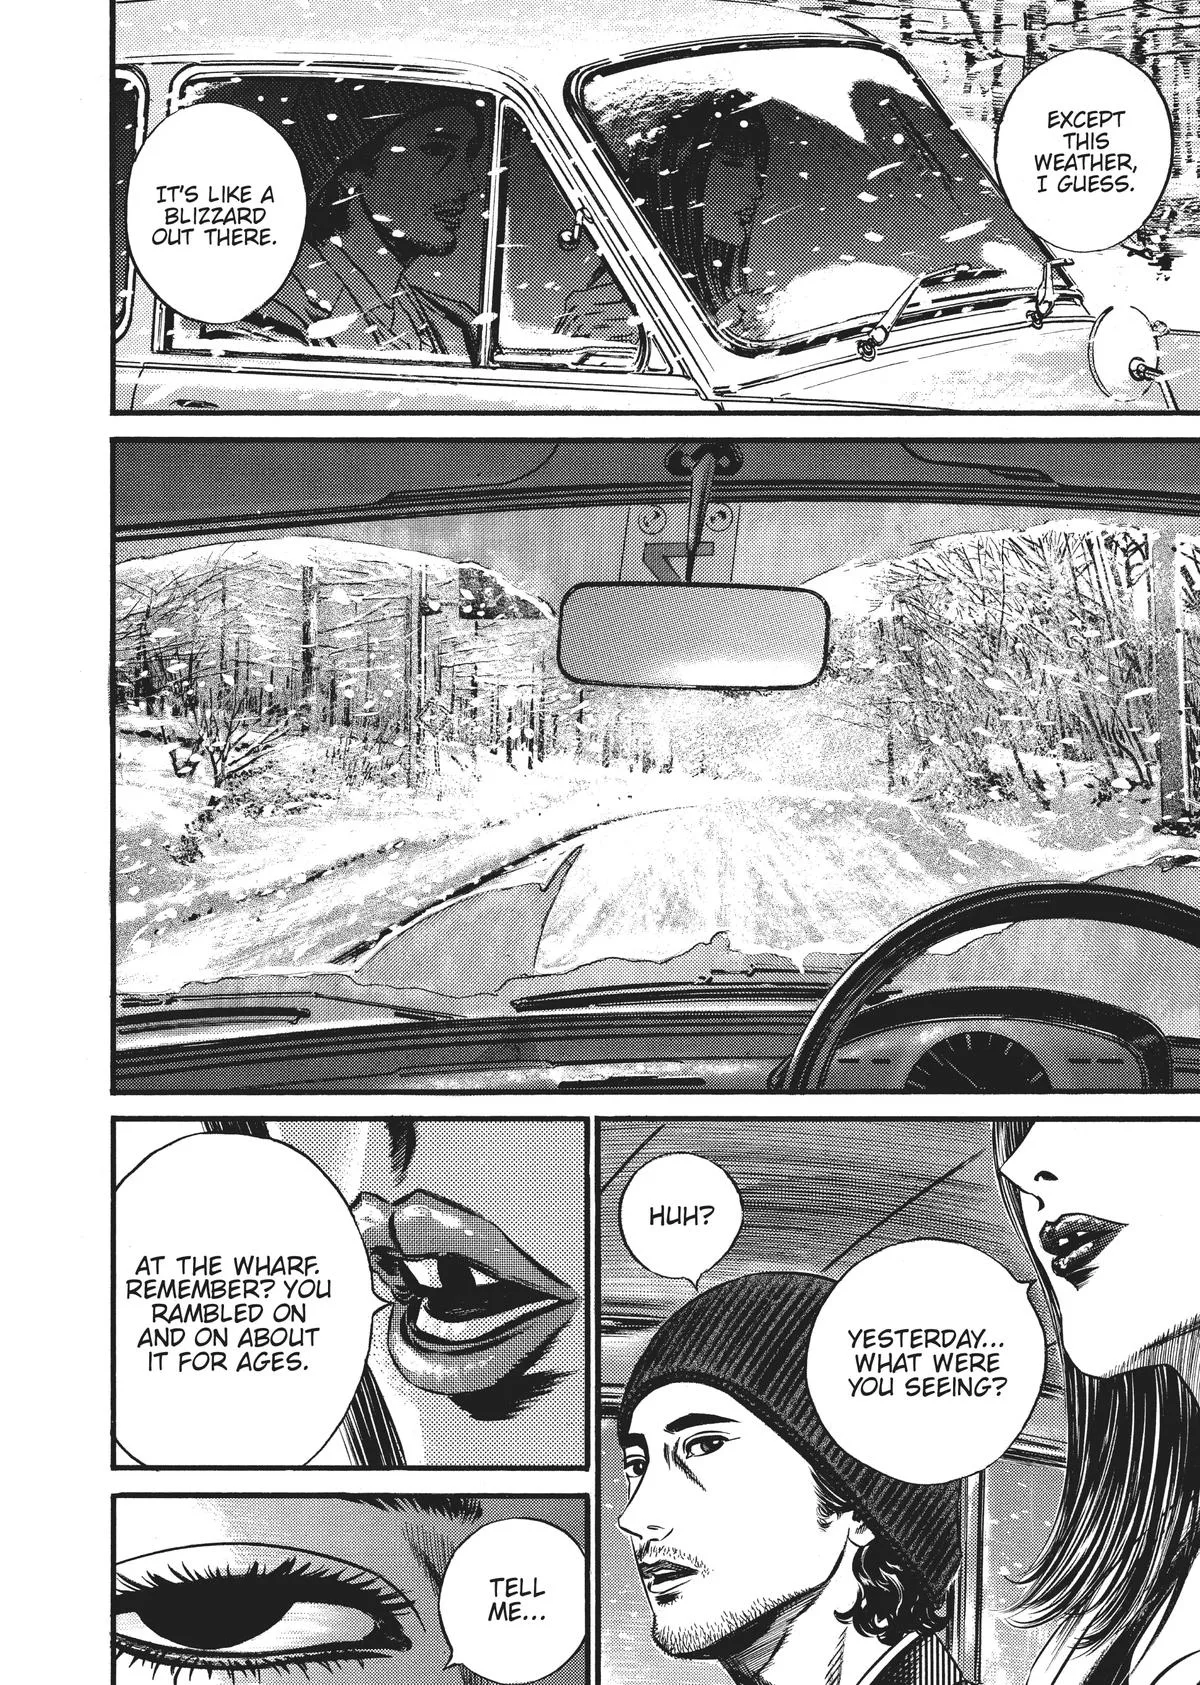 EXCEPT
THIS
WEATHER,
I GUESS.
IT'S LIKE A
BLIZZARD
OUT THERE.
HUH?
YESTERDAY...
WHAT WERE
YOU SEEING?
AT THE WHARF.
REMEMBER? YOU
RAMBLED ON
AND ON ABOUT
IT FOR AGES.
TELL
ME...